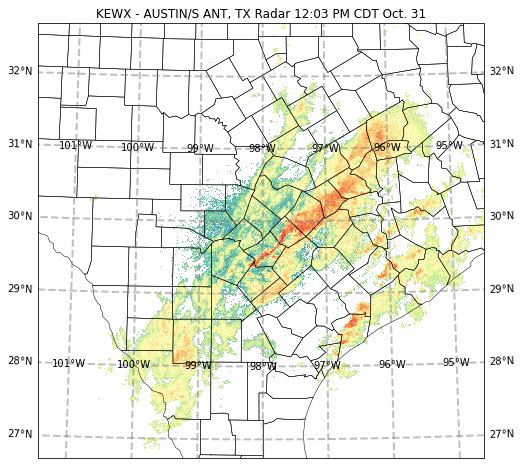 KEWX - AUSTIN/S ANT, TX Radar 12:03 PM CDT Oct. 31
32°N 32°N
31°N 101°W 100°W 99°W 98°W 97°W 96°W 95°W 31°N
30°N 30°N
29°N 29°N
28°N 101°W 100°W 99°W 98°W 97°W 96°W 95°W 28°N
27°N 27°N